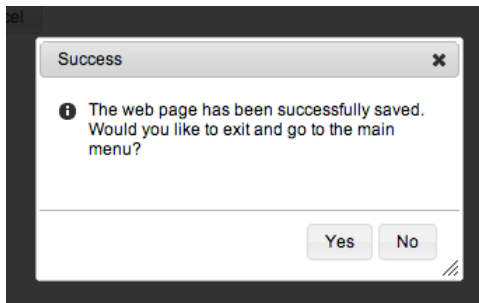 cel
Success
The web page has been successfully saved.
Would you like to exit and go to the main
menu?
Yes No